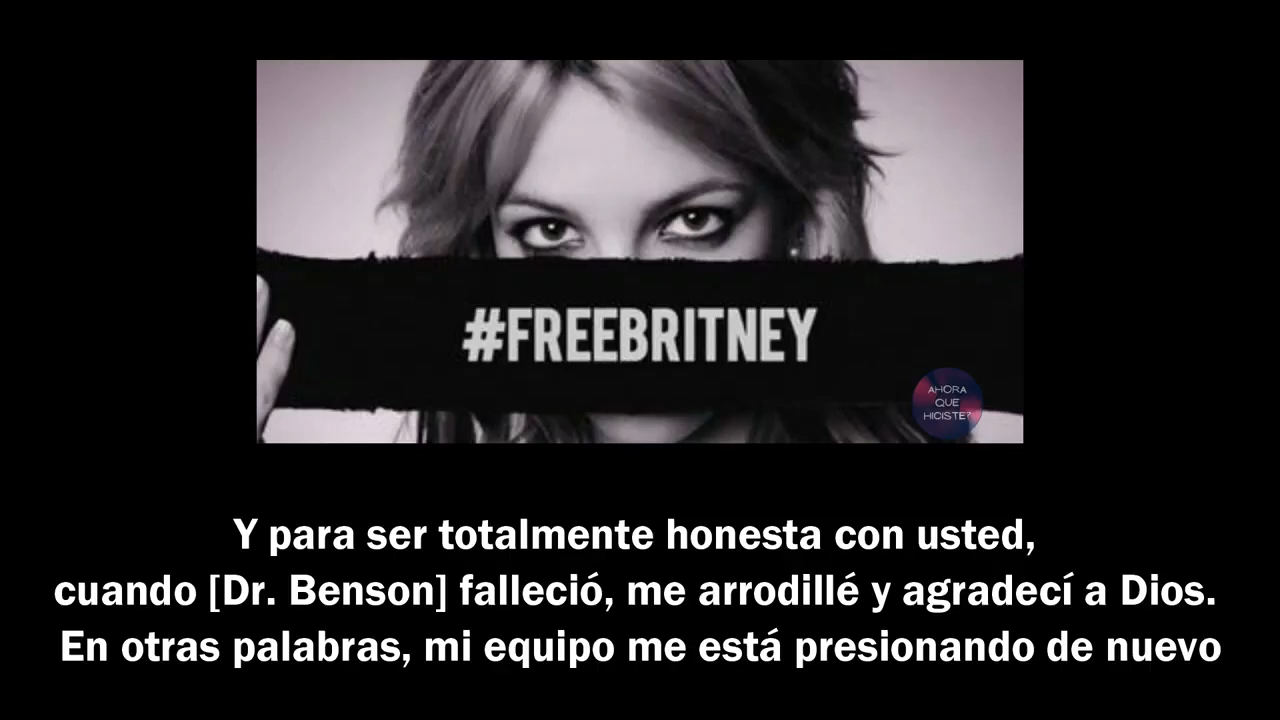 #FREEBRITNEY
AHORA
QUE
HICISTE?
Y para ser totalmente honesta con usted,
cuando [Dr. Benson] falleció, me arrodillé y agradecí a Dios.
En otras palabras, mi equipo me está presionando de nuevo